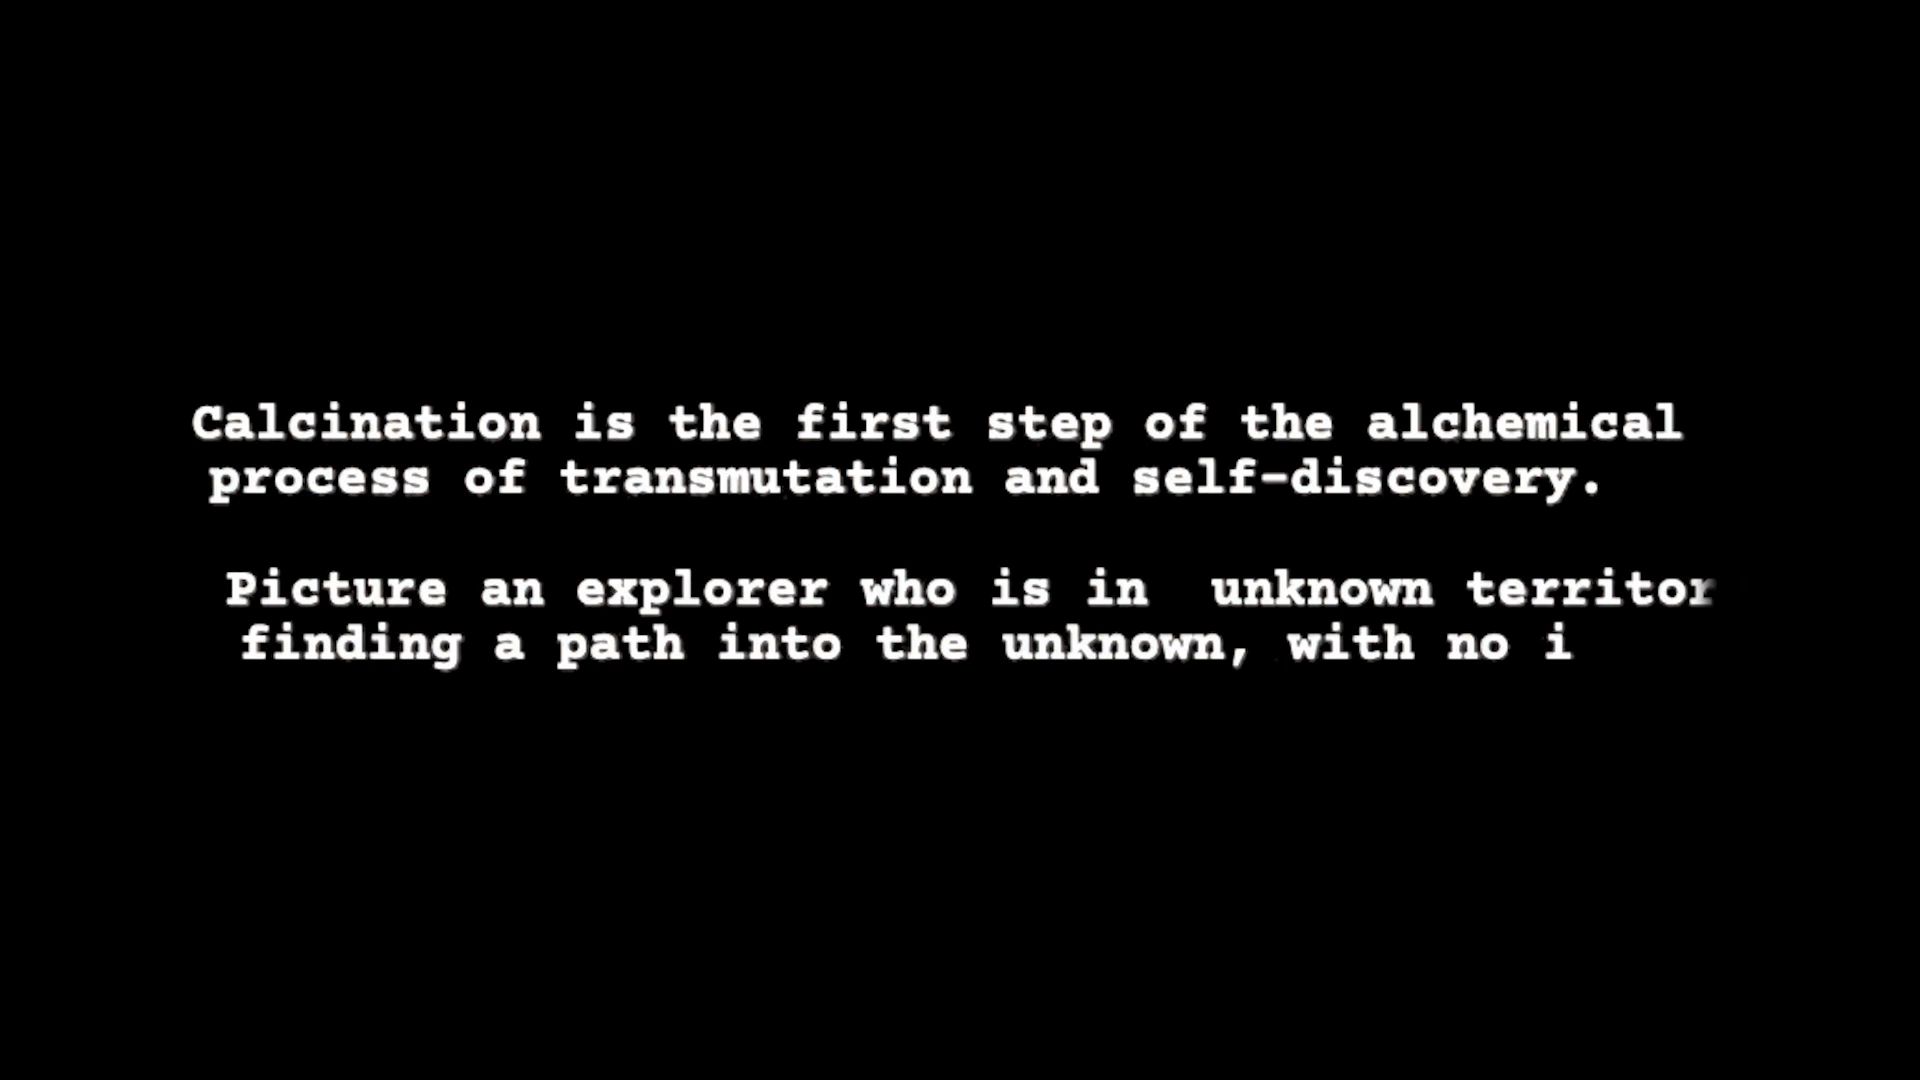 Calcination is the first step of the alchemical
process of transmutation and self-discovery.
Picture an explorer who is in  unknown territor
finding a path into the unknown, with no i